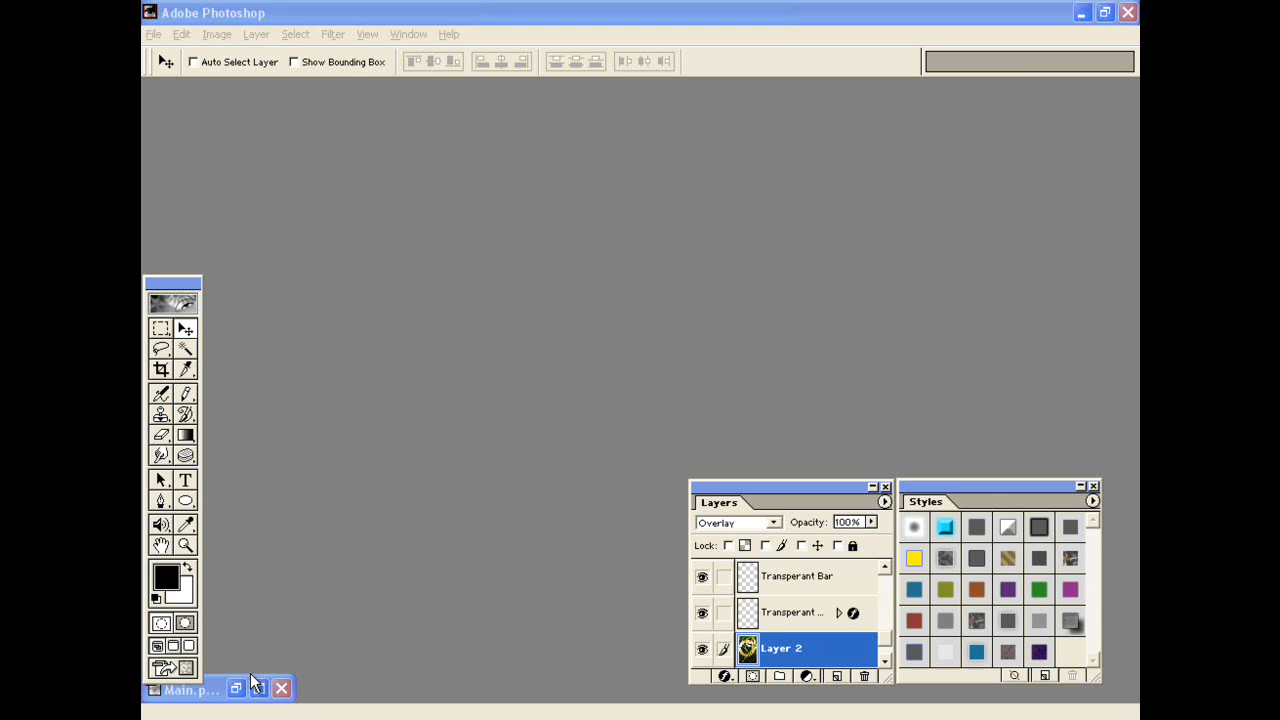 Adobe Photoshop
File Edit Image Layer Select Filter View Window Help
Auto Select Layer Show Bounding Box
Layers
Styles
Overlay Opacity: 100%
Lock:
Transperant Bar
Transperant ...
Layer 2
T
Main.p...